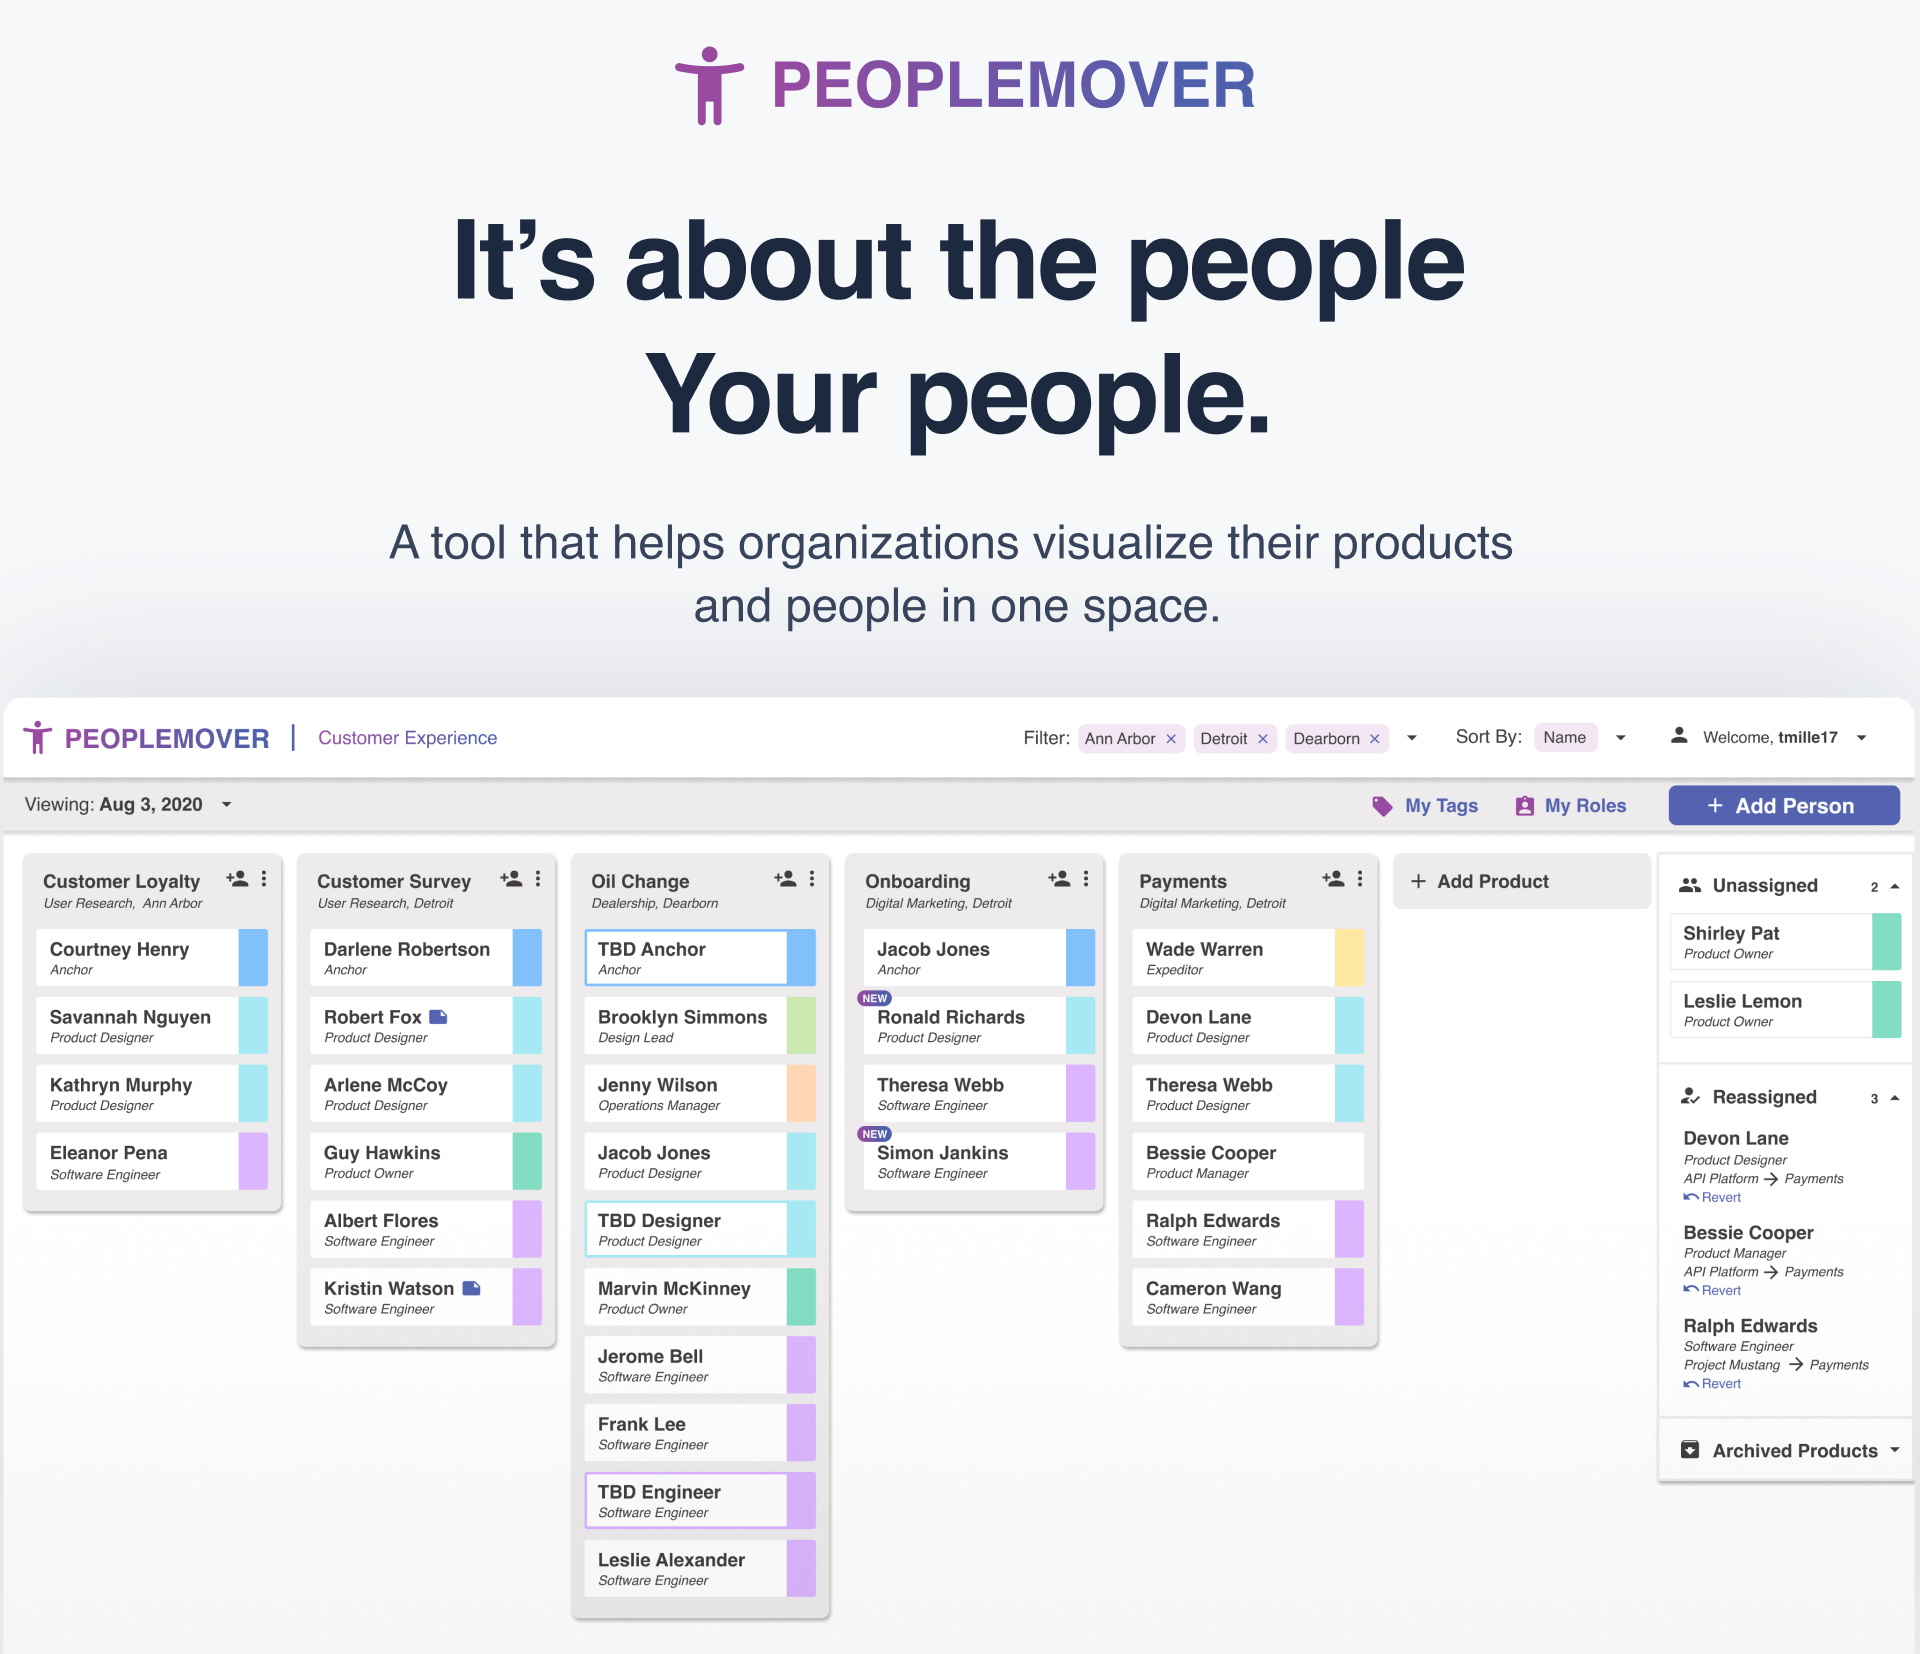 PEOPLEMOVER
It's about the people
Your people.
A tool that helps organizations visualize their products
and people in one space.
PEOPLEMOVER | Customer Experience
Filter: Ann Arbor × Detroit × Dearborn × Sort By: Name Welcome, tmille17
Viewing: Aug 3, 2020
My Tags My Roles + Add Person
Customer Loyalty
User Research, Ann Arbor
Courtney Henry
Anchor
Savannah Nguyen
Product Designer
Kathryn Murphy
Product Designer
Eleanor Pena
Software Engineer
Customer Survey
User Research, Detroit
Darlene Robertson
Anchor
Robert Fox
Product Designer
Arlene McCoy
Product Designer
Guy Hawkins
Product Owner
Albert Flores
Software Engineer
Kristin Watson
Software Engineer
Oil Change
Dealership, Dearborn
TBD Anchor
Anchor
Brooklyn Simmons
Design Lead
Jenny Wilson
Operations Manager
Jacob Jones
Product Designer
TBD Designer
Product Designer
Marvin McKinney
Product Owner
Jerome Bell
Software Engineer
Frank Lee
Software Engineer
TBD Engineer
Software Engineer
Leslie Alexander
Software Engineer
Onboarding
Digital Marketing, Detroit
Jacob Jones
Anchor
NEW
Ronald Richards
Product Designer
Theresa Webb
Software Engineer
NEW
Simon Jankins
Software Engineer
Payments
Digital Marketing, Detroit
Wade Warren
Expeditor
Devon Lane
Product Designer
Theresa Webb
Product Designer
Bessie Cooper
Product Manager
Ralph Edwards
Software Engineer
Cameron Wang
Software Engineer
+ Add Product
Unassigned 2
Shirley Pat
Product Owner
Leslie Lemon
Product Owner
Reassigned 3
Devon Lane
Product Designer
API Platform → Payments
Revert
Bessie Cooper
Product Manager
API Platform → Payments
Revert
Ralph Edwards
Software Engineer
Project Mustang → Payments
Revert
Archived Products